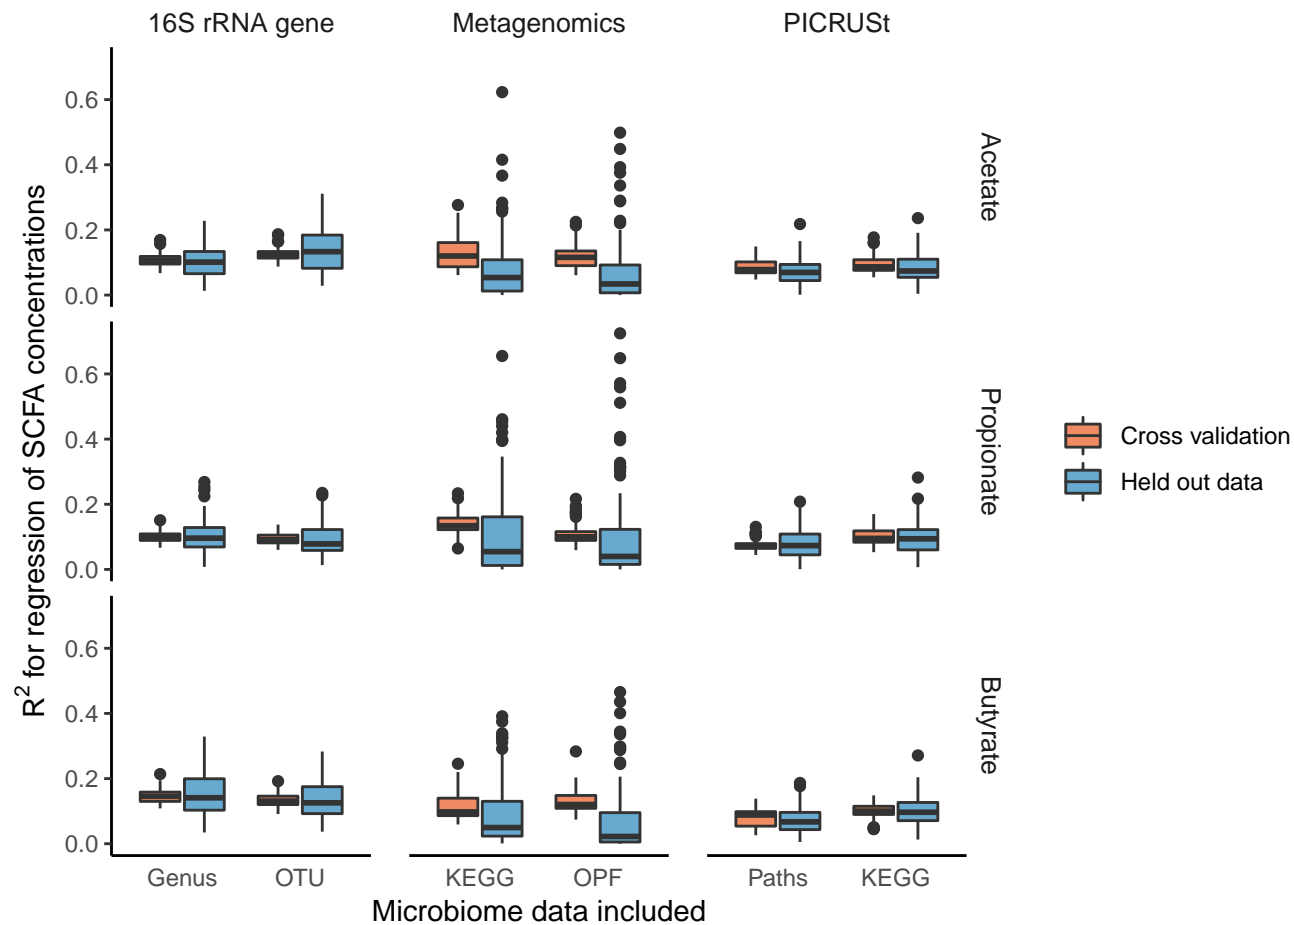 16S rRNA gene Metagenomics PICRUSt
R² for regression of SCFA concentrations
0.6
0.4
0.2
0.0
Acetate
0.6
0.4
0.2
0.0
Propionate
0.6
0.4
0.2
0.0
Butyrate
Cross validation
Held out data
Genus OTU KEGG OPF Paths KEGG
Microbiome data included